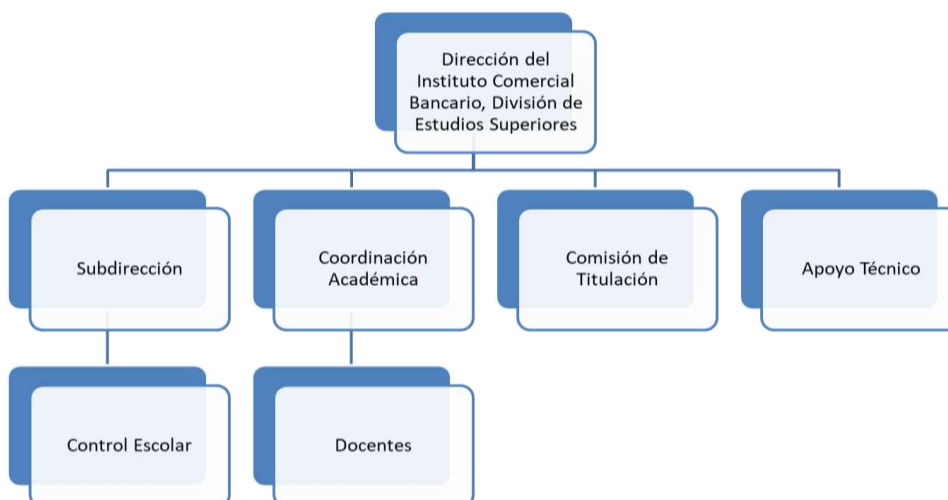 Dirección del
Instituto Comercial
Bancario, División de
Estudios Superiores
Subdirección
Coordinación
Académica
Comisión de
Titulación
Apoyo Técnico
Control Escolar
Docentes